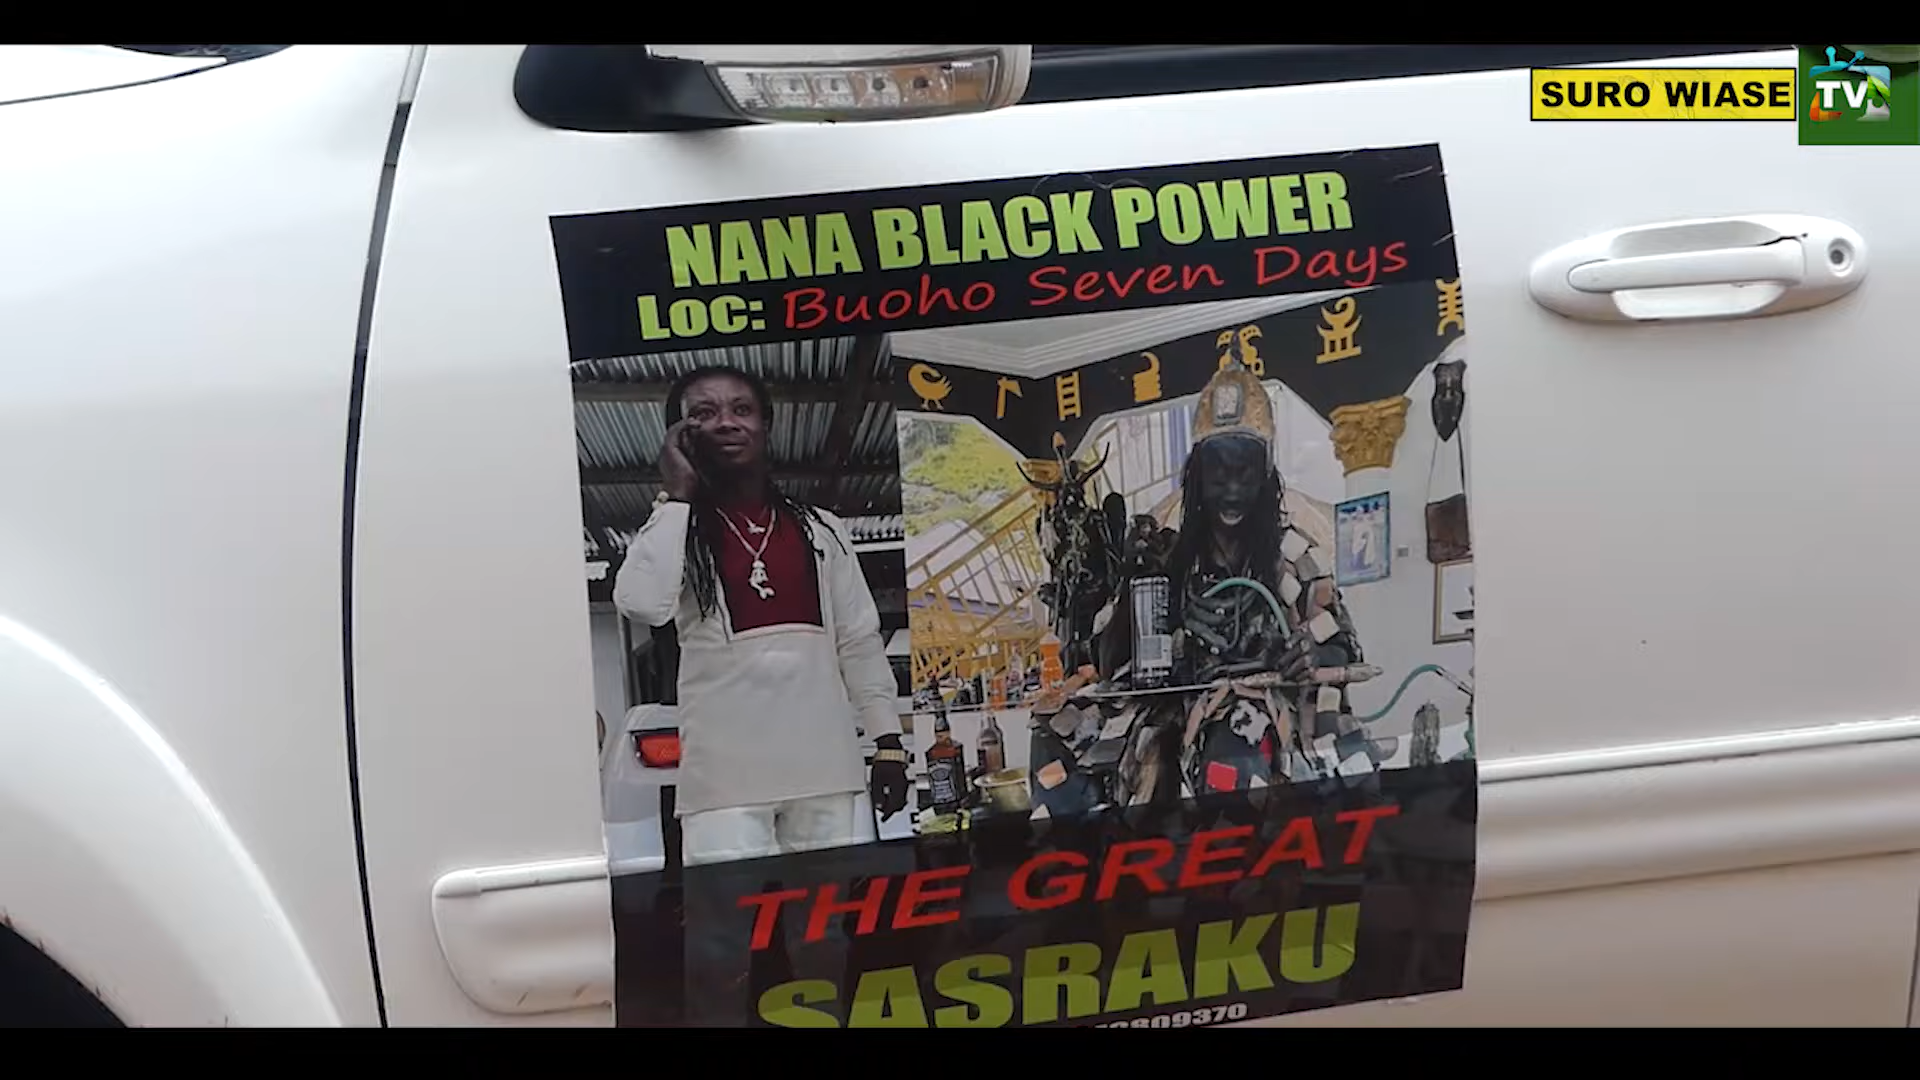 SURO WIASE TV
NANA BLACK POWER
Loc: Buoho Seven Days
THE GREAT
SASRAKU